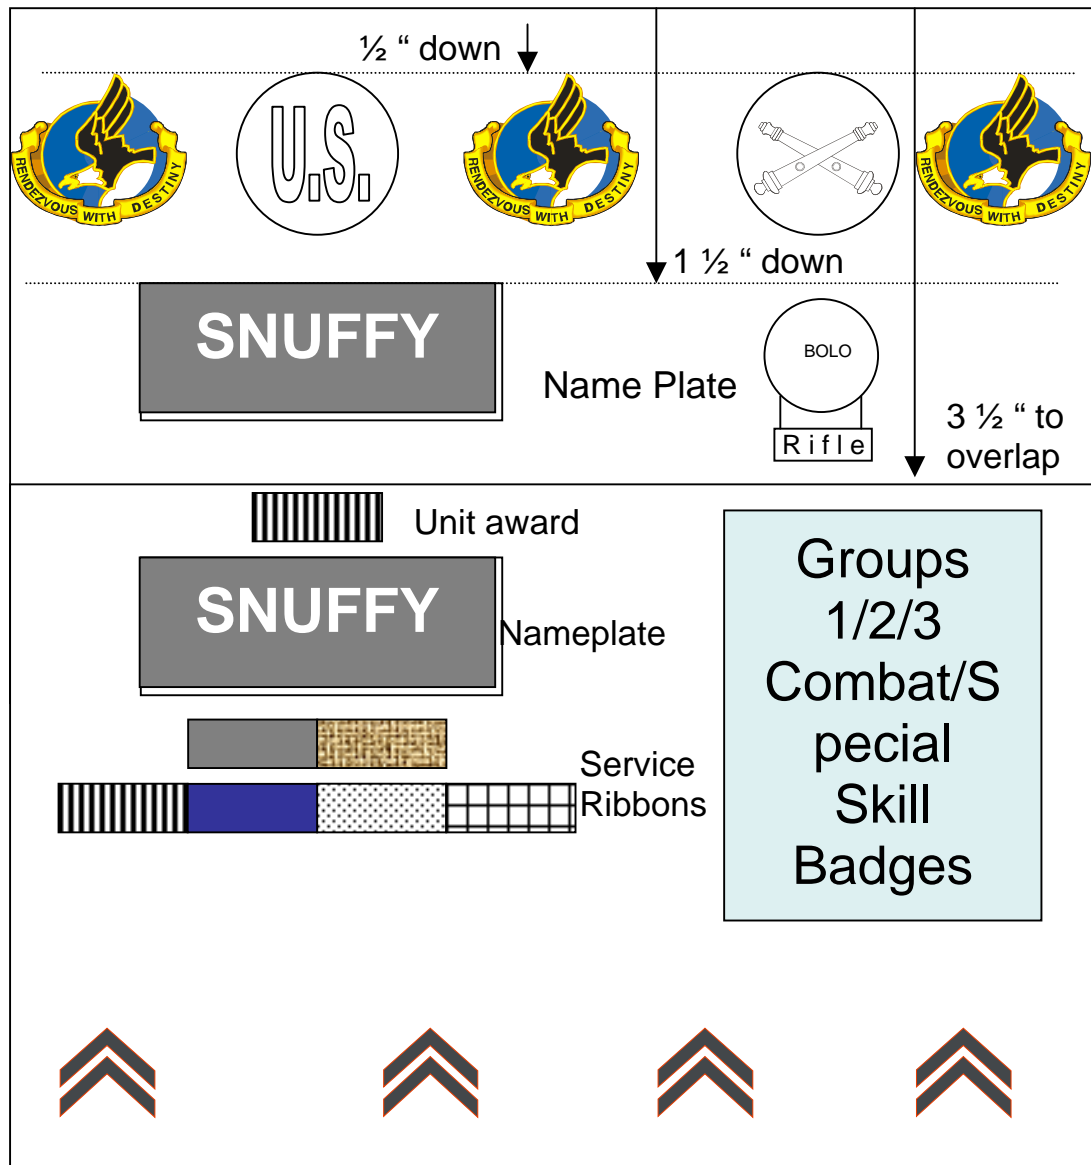 ½ “ down
RENDEZVOUS WITH DESTINY
U.S.
RENDEZVOUS WITH DESTINY
RENDEZVOUS WITH DESTINY
1 ½ “ down
SNUFFY
Name Plate
BOLO
Rifle
3 ½ “ to
overlap
Unit award
SNUFFY
Nameplate
Service
Ribbons
Groups
1/2/3
Combat/S
pecial
Skill
Badges